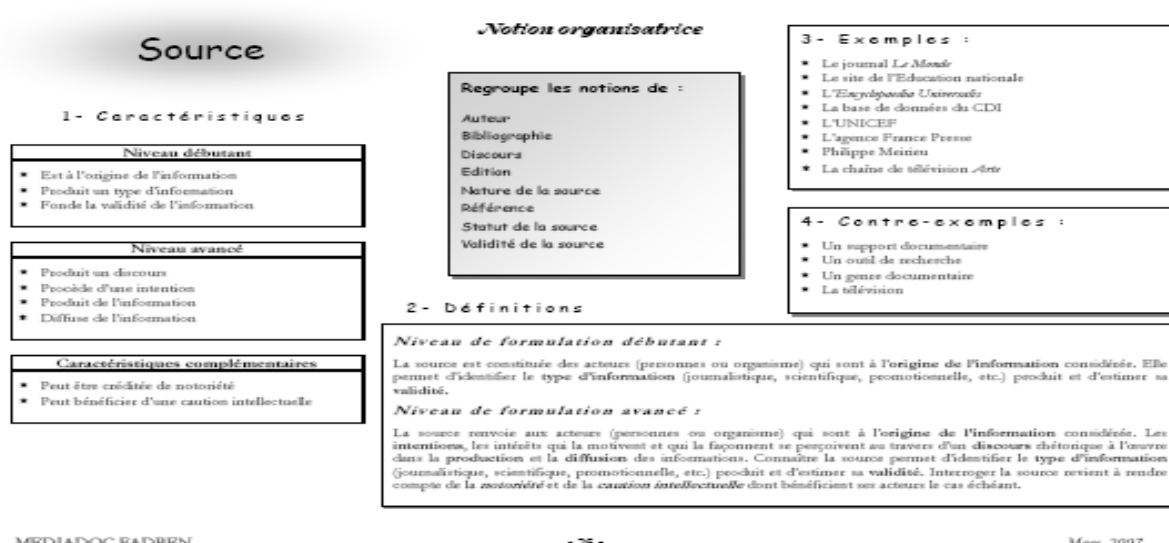 Source
Notion organisatrice
1- Caractéristiques
Niveau débutant
• Est à l'origine de l'information
• Produit un type d'information
• Fonde la validité de l'information
Niveau avancé
• Produit un discours
• Procède d'une intention
• Produit de l'information
• Diffuse de l'information
Caractéristiques complémentaires
• Peut être créditée de notoriété
• Peut bénéficier d'une caution intellectuelle
Regroupe les notions de :
Auteur
Bibliographie
Discours
Edition
Nature de la source
Référence
Statut de la source
Validité de la source
3- Exemples :
• Le journal Le Monde
• Le site de l'Education nationale
• L'Encyclopaedia Universalis
• La base de données du CDI
• L'UNICEF
• L'agence France Presse
• Philippe Meirieu
• La chaîne de télévision Arte
4- Contre-exemples :
• Un support documentaire
• Un outil de recherche
• Un genre documentaire
• La télévision
2- Définitions
Niveau de formulation débutant :
La source est constituée des acteurs (personnes ou organisme) qui sont à l'origine de l'information considérée. Elle
permet d'identifier le type d'information (journalistique, scientifique, promotionnelle, etc.) produit et d'estimer sa
validité.
Niveau de formulation avancé :
La source renvoie aux acteurs (personnes ou organisme) qui sont à l'origine de l'information considérée. Les
intentions, les intérêts qui la motivent et qui la façonnent se perçoivent au travers d'un discours rhétorique à l'œuvre
dans la production et la diffusion des informations. Connaître la source permet d'identifier le type d'information
(journalistique, scientifique, promotionnelle, etc.) produit et d'estimer sa validité. Interroger la source revient à rendre
compte de la notoriété et de la caution intellectuelle dont bénéficient ses acteurs le cas échéant.
MEDIADOC FADBEN
- 25 -
Mars 2007